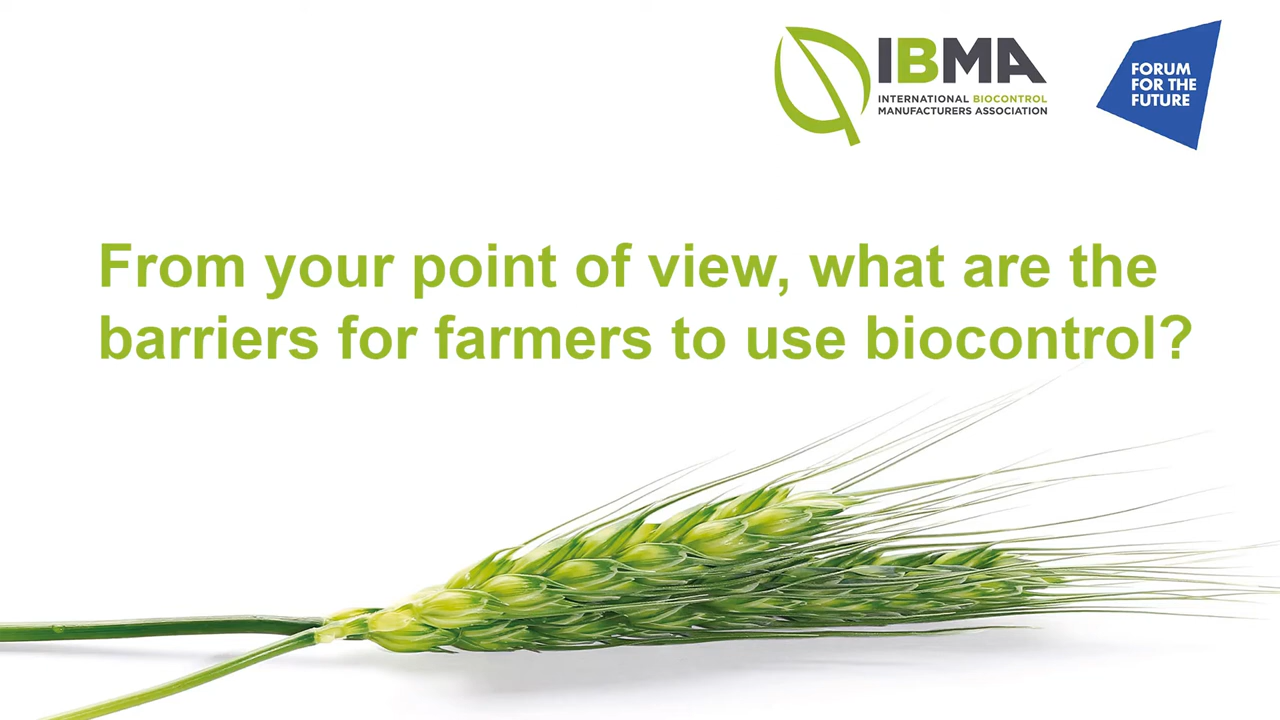 IBMA
INTERNATIONAL BIOCONTROL
MANUFACTURERS ASSOCIATION
FORUM
FOR THE
FUTURE
From your point of view, what are the
barriers for farmers to use biocontrol?